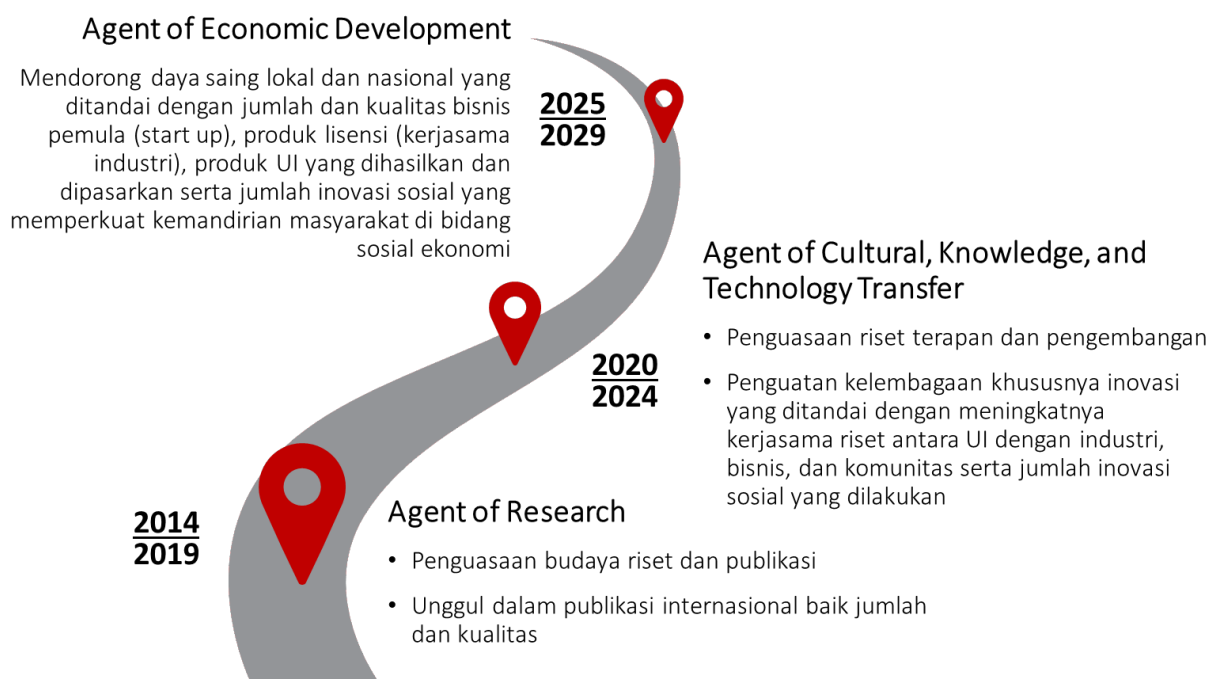 Agent of Economic Development
Mendorong daya saing lokal dan nasional yang
ditandai dengan jumlah dan kualitas bisnis
pemula (start up), produk lisensi (kerjasama
industri), produk UI yang dihasilkan dan
dipasarkan serta jumlah inovasi sosial yang
memperkuat kemandirian masyarakat di bidang
sosial ekonomi
2025
2029
Agent of Cultural, Knowledge, and
Technology Transfer
• Penguasaan riset terapan dan pengembangan
• Penguatan kelembagaan khususnya inovasi
yang ditandai dengan meningkatnya
kerjasama riset antara UI dengan industri,
bisnis, dan komunitas serta jumlah inovasi
sosial yang dilakukan
2020
2024
Agent of Research
• Penguasaan budaya riset dan publikasi
• Unggul dalam publikasi internasional baik jumlah
dan kualitas
2014
2019